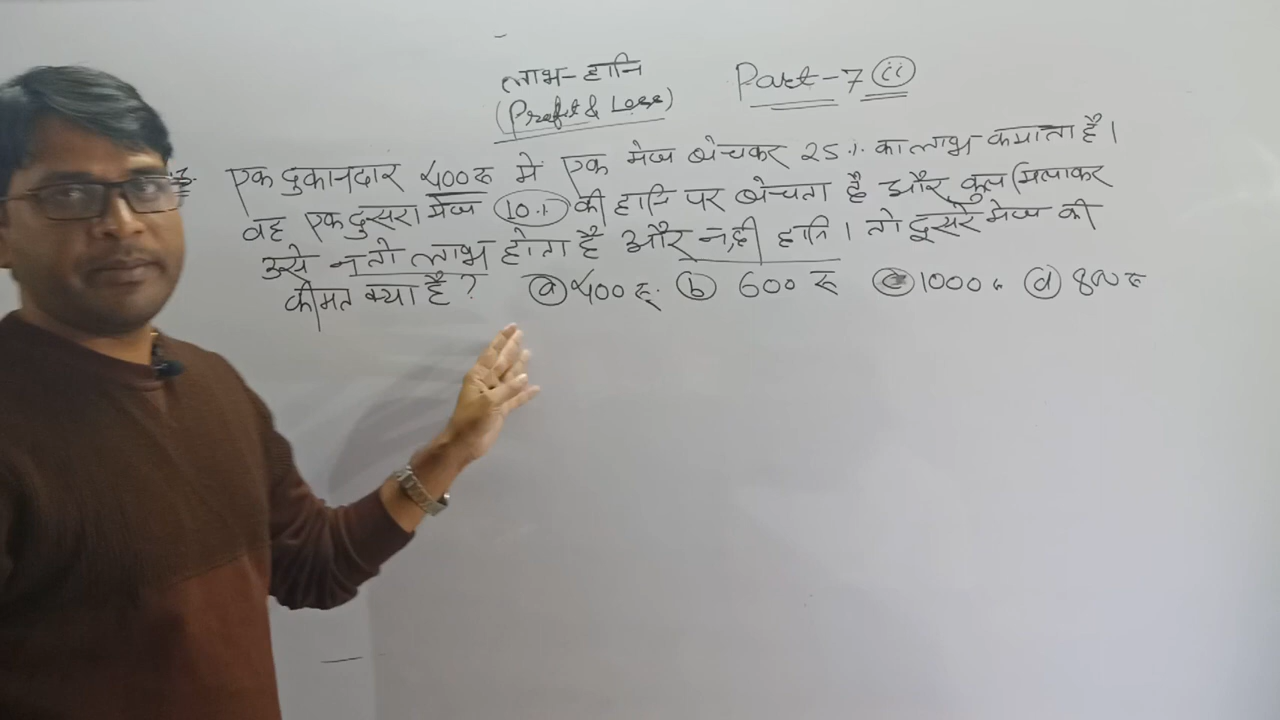 लाभ-हानि
(Profit & Loss)
Part-7 (ii)
एक दुकानदार 400 रू में एक मेज बेचकर 25% का लाभ कमाता है।
वह एक दुसरा मेज 10% की हानि पर बेचता है और कुल मिलाकर
उसे न तो लाभ होता है और न ही हानि। तो दूसरे मेज की
कीमत क्या है? (a) 400 रू. (b) 600 रू (c) 1000 रू (d) 800 रू